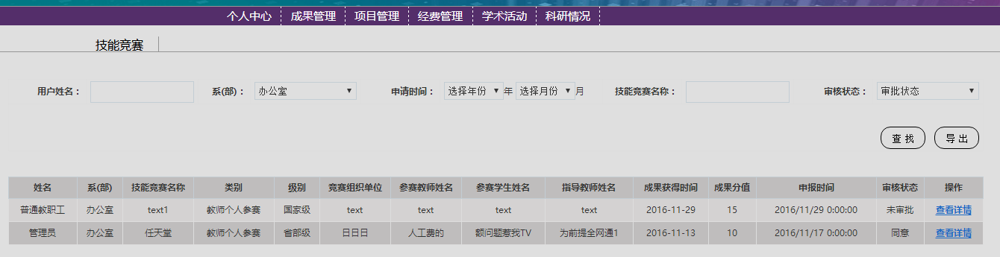 个人中心 成果管理 项目管理 经费管理 学术活动 科研情况
技能竞赛
用户姓名： 系(部)： 办公室 申请时间： 选择年份 年 选择月份 月 技能竞赛名称： 审核状态： 审批状态
查 找 导 出
姓名 系(部) 技能竞赛名称 类别 级别 竞赛组织单位 参赛教师姓名 参赛学生姓名 指导教师姓名 成果获得时间 成果分值 申报时间 审核状态 操作
普通教职工 办公室 text1 教师个人参赛 国家级 text text text text 2016-11-29 15 2016/11/29 0:00:00 未审批 查看详情
管理员 办公室 任天堂 教师个人参赛 省部级 日日日 人工费的 额问题惹我TV 为前提全网通1 2016-11-13 10 2016/11/17 0:00:00 同意 查看详情